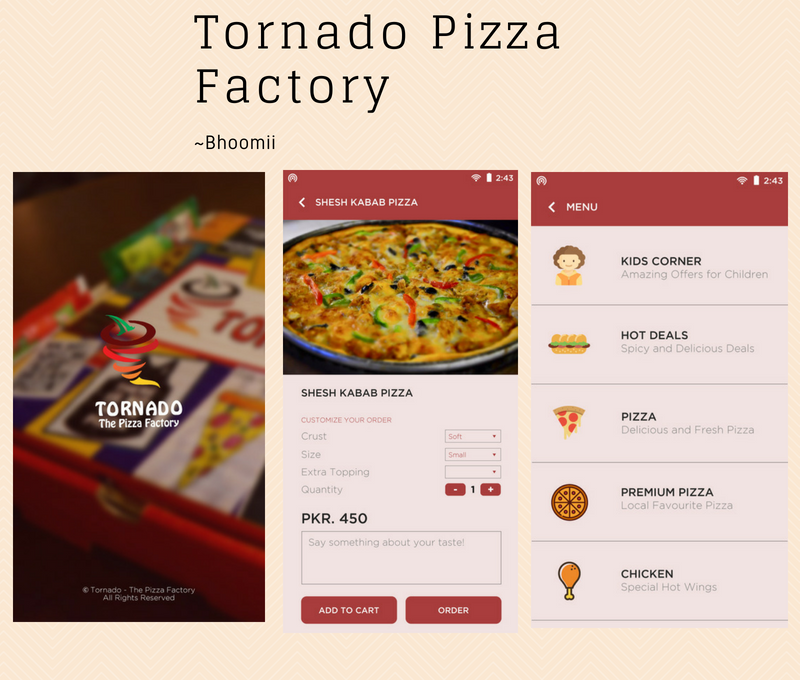 Tornado Pizza
Factory
~Bhoomii
TORNADO
The Pizza Factory
© Tornado - The Pizza Factory
All Rights Reserved
2:43
SHESH KABAB PIZZA
SHESH KABAB PIZZA
CUSTOMIZE YOUR ORDER
Crust Soft
Size Small
Extra Topping
Quantity - 1 +
PKR. 450
Say something about your taste!
ADD TO CART ORDER
2:43
MENU
KIDS CORNER
Amazing Offers for Children
HOT DEALS
Spicy and Delicious Deals
PIZZA
Delicious and Fresh Pizza
PREMIUM PIZZA
Local Favourite Pizza
CHICKEN
Special Hot Wings